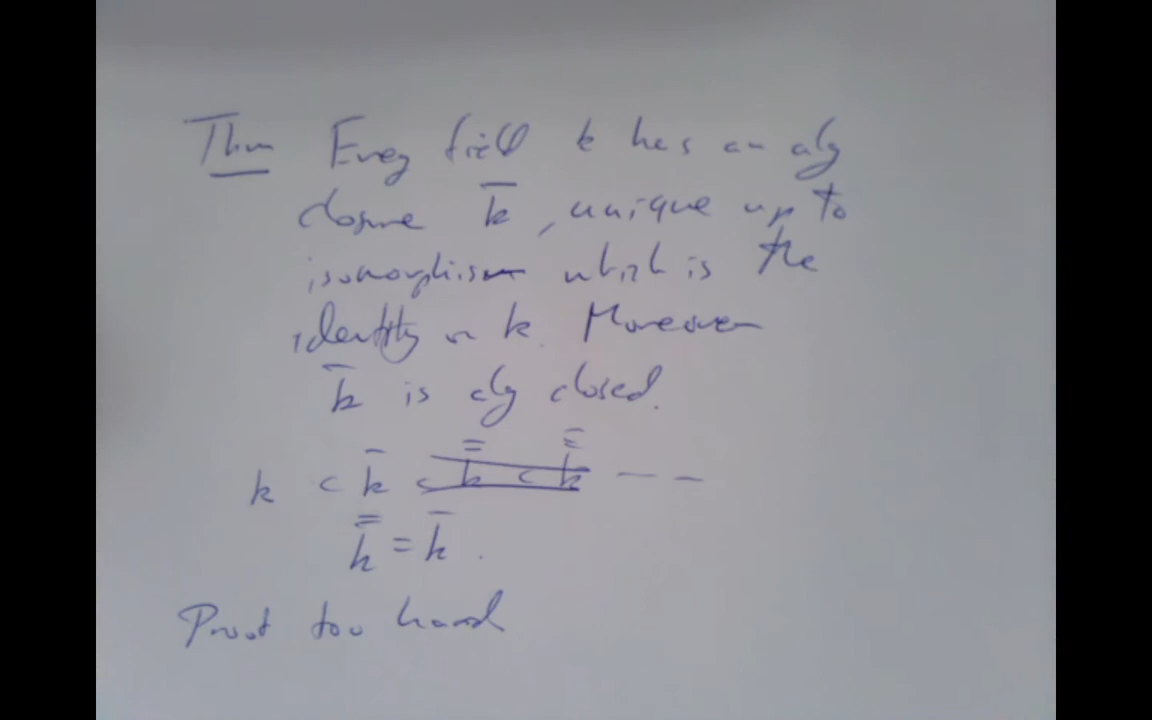 Thm Every field k has an alg
closure k̅, unique up to
isomorphism which is the
identity on k. Moreover
k̅ is alg closed.
k ⊂ k̅ ⊂ k̿ ⊂ k̿̅ - -
k̿ = k̅.
Proof too hard